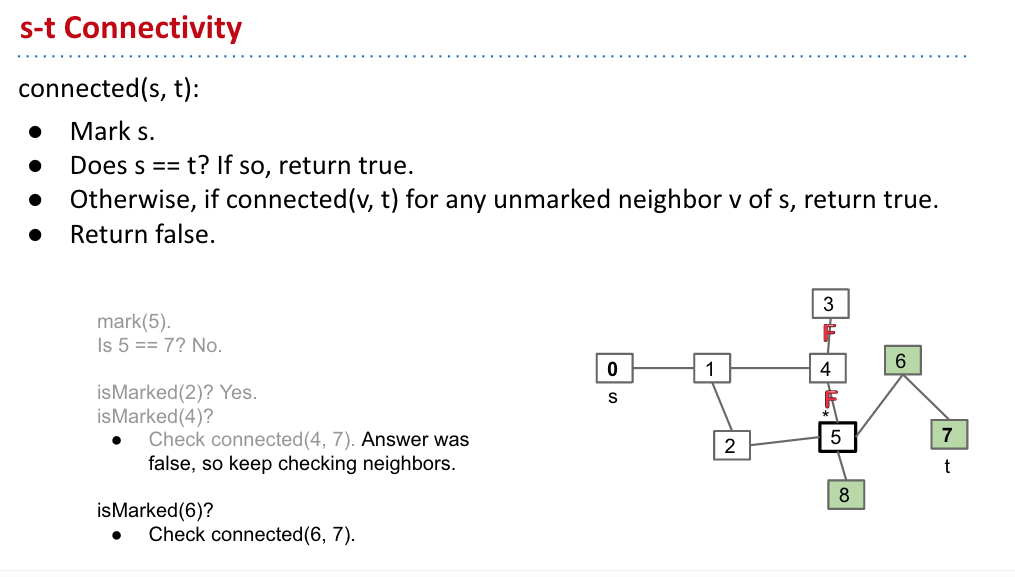 s-t Connectivity
connected(s, t):
● Mark s.
● Does s == t? If so, return true.
● Otherwise, if connected(v, t) for any unmarked neighbor v of s, return true.
● Return false.
mark(5).
Is 5 == 7? No.
isMarked(2)? Yes.
isMarked(4)?
● Check connected(4, 7). Answer was
false, so keep checking neighbors.
isMarked(6)?
● Check connected(6, 7).
3
F
0
1
4
6
s
F
*
2
5
7
t
8